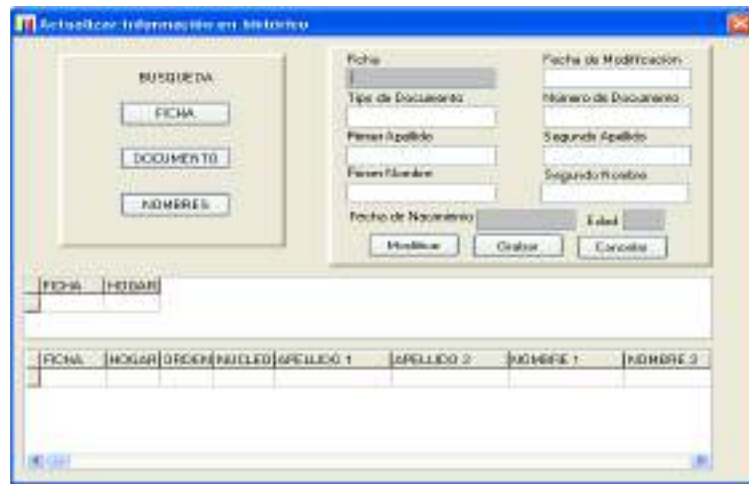 Actualizar información en histórico
BUSQUEDA
FICHA
DOCUMENTO
NOMBRES
Ficha
Fecha de Modificación
Tipo de Documento
Número de Documento
Primer Apellido
Segundo Apellido
Primer Nombre
Segundo Nombre
Fecha de Nacimiento
Edad
Modificar
Grabar
Cancelar
FICHA HOGAR
FICHA HOGAR ORDEN NUCLEO APELLIDO 1 APELLIDO 2 NOMBRE 1 NOMBRE 2